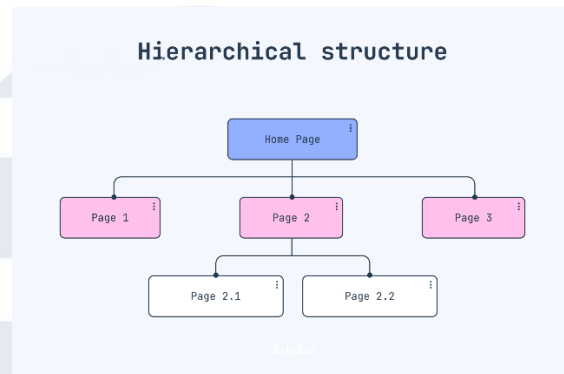 Hierarchical structure
Home Page
Page 1
Page 2
Page 3
Page 2.1
Page 2.2